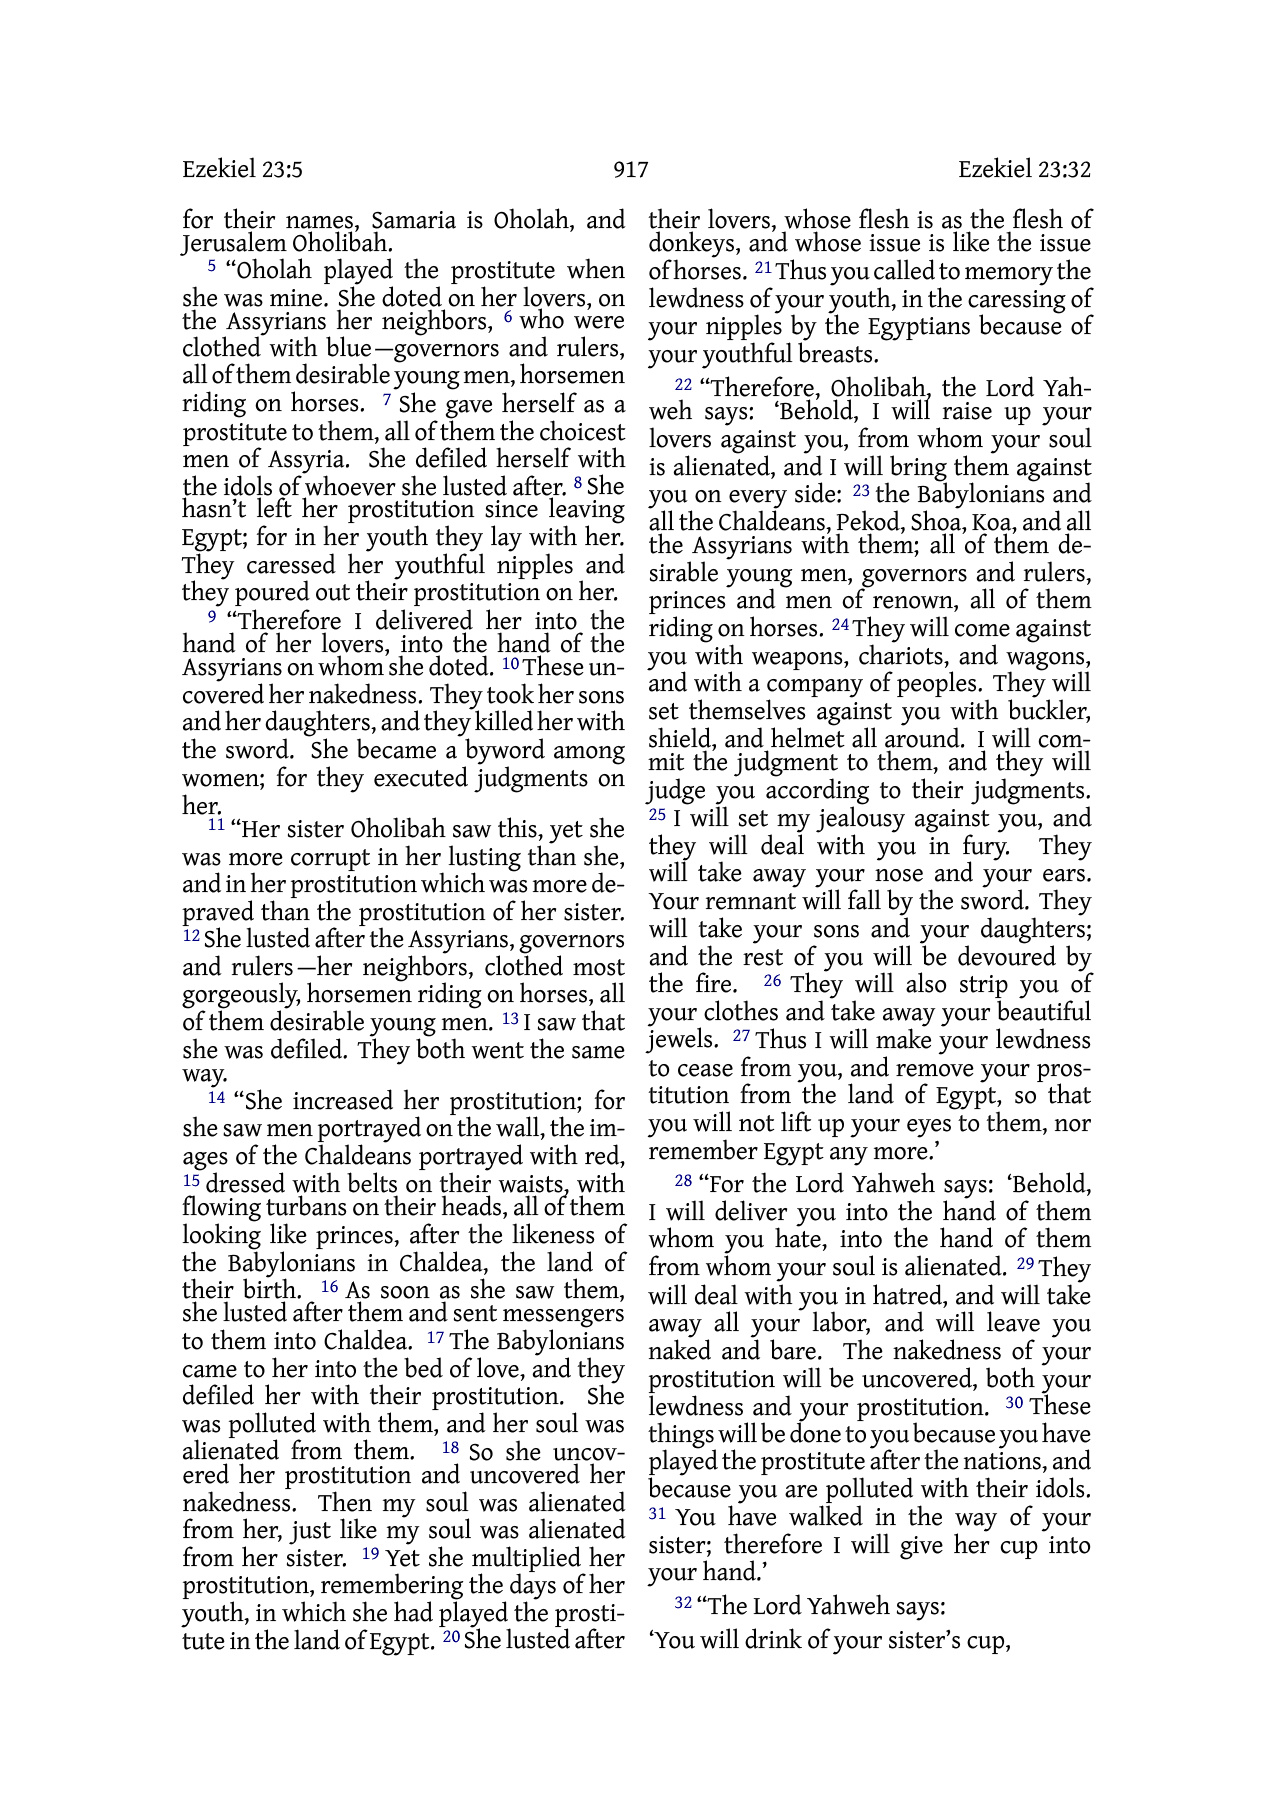 Ezekiel 23:5
917
Ezekiel 23:32
for their names, Samaria is Oholah, and
Jerusalem Oholibah.
5 “Oholah played the prostitute when
she was mine. She doted on her lovers, on
the Assyrians her neighbors, 6 who were
clothed with blue—governors and rulers,
all of them desirable young men, horsemen
riding on horses. 7 She gave herself as a
prostitute to them, all of them the choicest
men of Assyria. She defiled herself with
the idols of whoever she lusted after. 8 She
hasn’t left her prostitution since leaving
Egypt; for in her youth they lay with her.
They caressed her youthful nipples and
they poured out their prostitution on her.
9 “Therefore I delivered her into the
hand of her lovers, into the hand of the
Assyrians on whom she doted. 10 These un-
covered her nakedness. They took her sons
and her daughters, and they killed her with
the sword. She became a byword among
women; for they executed judgments on
her.
11 “Her sister Oholibah saw this, yet she
was more corrupt in her lusting than she,
and in her prostitution which was more de-
praved than the prostitution of her sister.
12 She lusted after the Assyrians, governors
and rulers—her neighbors, clothed most
gorgeously, horsemen riding on horses, all
of them desirable young men. 13 I saw that
she was defiled. They both went the same
way.
14 “She increased her prostitution; for
she saw men portrayed on the wall, the im-
ages of the Chaldeans portrayed with red,
15 dressed with belts on their waists, with
flowing turbans on their heads, all of them
looking like princes, after the likeness of
the Babylonians in Chaldea, the land of
their birth. 16 As soon as she saw them,
she lusted after them and sent messengers
to them into Chaldea. 17 The Babylonians
came to her into the bed of love, and they
defiled her with their prostitution. She
was polluted with them, and her soul was
alienated from them. 18 So she uncov-
ered her prostitution and uncovered her
nakedness. Then my soul was alienated
from her, just like my soul was alienated
from her sister. 19 Yet she multiplied her
prostitution, remembering the days of her
youth, in which she had played the prosti-
tute in the land of Egypt. 20 She lusted after
their lovers, whose flesh is as the flesh of
donkeys, and whose issue is like the issue
of horses. 21 Thus you called to memory the
lewdness of your youth, in the caressing of
your nipples by the Egyptians because of
your youthful breasts.
22 “Therefore, Oholibah, the Lord Yah-
weh says: ‘Behold, I will raise up your
lovers against you, from whom your soul
is alienated, and I will bring them against
you on every side: 23 the Babylonians and
all the Chaldeans, Pekod, Shoa, Koa, and all
the Assyrians with them; all of them de-
sirable young men, governors and rulers,
princes and men of renown, all of them
riding on horses. 24 They will come against
you with weapons, chariots, and wagons,
and with a company of peoples. They will
set themselves against you with buckler,
shield, and helmet all around. I will com-
mit the judgment to them, and they will
judge you according to their judgments.
25 I will set my jealousy against you, and
they will deal with you in fury. They
will take away your nose and your ears.
Your remnant will fall by the sword. They
will take your sons and your daughters;
and the rest of you will be devoured by
the fire. 26 They will also strip you of
your clothes and take away your beautiful
jewels. 27 Thus I will make your lewdness
to cease from you, and remove your pros-
titution from the land of Egypt, so that
you will not lift up your eyes to them, nor
remember Egypt any more.’
28 “For the Lord Yahweh says: ‘Behold,
I will deliver you into the hand of them
whom you hate, into the hand of them
from whom your soul is alienated. 29 They
will deal with you in hatred, and will take
away all your labor, and will leave you
naked and bare. The nakedness of your
prostitution will be uncovered, both your
lewdness and your prostitution. 30 These
things will be done to you because you have
played the prostitute after the nations, and
because you are polluted with their idols.
31 You have walked in the way of your
sister; therefore I will give her cup into
your hand.’
32 “The Lord Yahweh says:
‘You will drink of your sister’s cup,